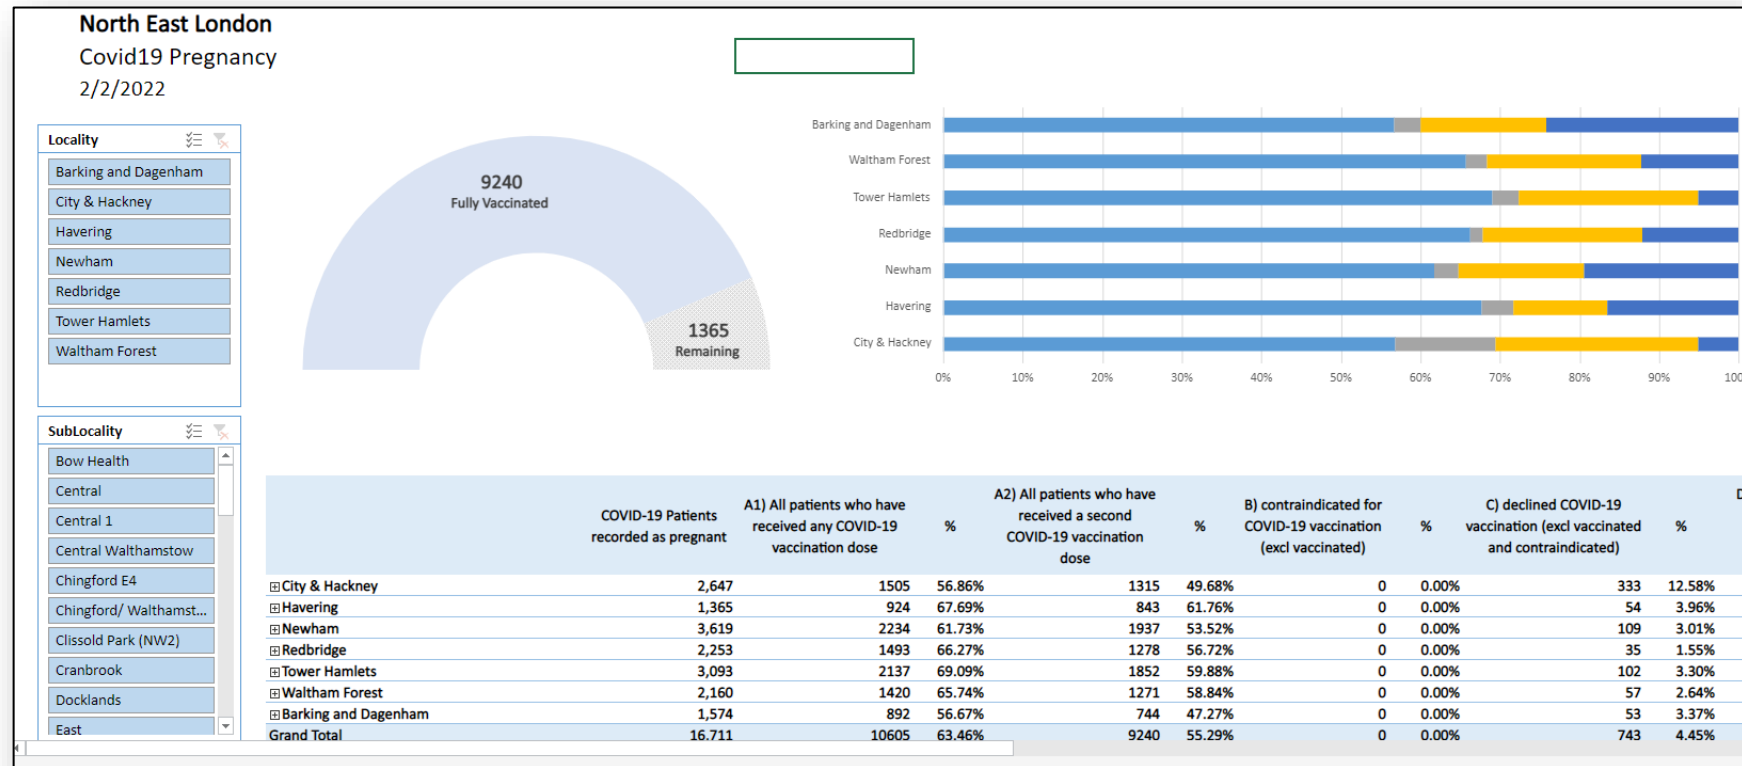 North East London
Covid19 Pregnancy
2/2/2022
Locality
Barking and Dagenham
City & Hackney
Havering
Newham
Redbridge
Tower Hamlets
Waltham Forest
SubLocality
Bow Health
Central
Central 1
Central Walthamstow
Chingford E4
Chingford/ Walthamst...
Clissold Park (NW2)
Cranbrook
Docklands
East
9240
Fully Vaccinated
1365
Remaining
Barking and Dagenham
Waltham Forest
Tower Hamlets
Redbridge
Newham
Havering
City & Hackney
0% 10% 20% 30% 40% 50% 60% 70% 80% 90% 100
COVID-19 Patients
recorded as pregnant
A1) All patients who have
received any COVID-19
vaccination dose
%
A2) All patients who have
received a second
COVID-19 vaccination
dose
%
B) contraindicated for
COVID-19 vaccination
(excl vaccinated)
%
C) declined COVID-19
vaccination (excl vaccinated
and contraindicated)
%
D
City & Hackney 2,647 1505 56.86% 1315 49.68% 0 0.00% 333 12.58%
Havering 1,365 924 67.69% 843 61.76% 0 0.00% 54 3.96%
Newham 3,619 2234 61.73% 1937 53.52% 0 0.00% 109 3.01%
Redbridge 2,253 1493 66.27% 1278 56.72% 0 0.00% 35 1.55%
Tower Hamlets 3,093 2137 69.09% 1852 59.88% 0 0.00% 102 3.30%
Waltham Forest 2,160 1420 65.74% 1271 58.84% 0 0.00% 57 2.64%
Barking and Dagenham 1,574 892 56.67% 744 47.27% 0 0.00% 53 3.37%
Grand Total 16,711 10605 63.46% 9240 55.29% 0 0.00% 743 4.45%